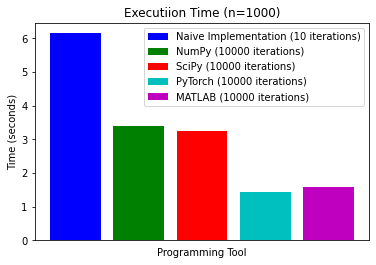 Executiion Time (n=1000)
Naive Implementation (10 iterations)
NumPy (10000 iterations)
SciPy (10000 iterations)
PyTorch (10000 iterations)
MATLAB (10000 iterations)
Time (seconds)
6
5
4
3
2
1
0
Programming Tool